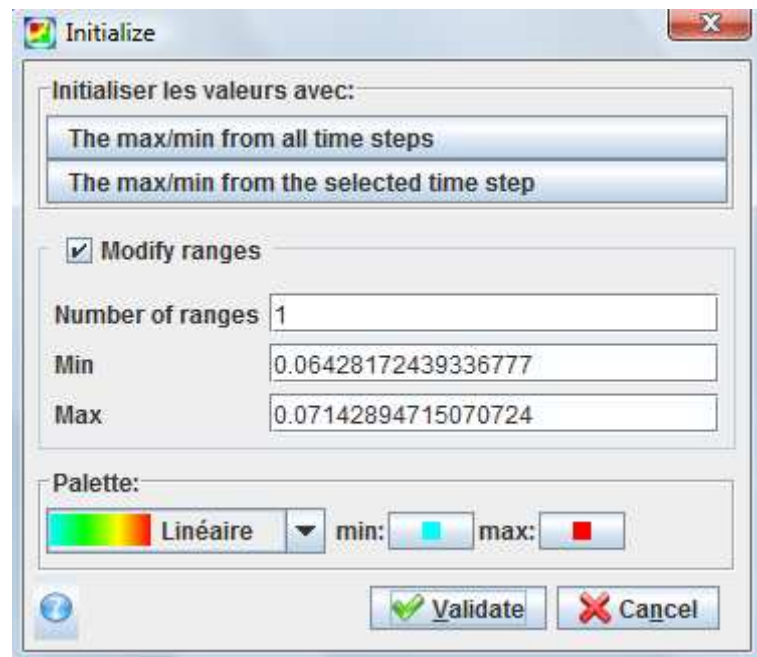 Initialize
Initialiser les valeurs avec:
The max/min from all time steps
The max/min from the selected time step
Modify ranges
Number of ranges 1
Min 0.06428172439336777
Max 0.07142894715070724
Palette:
Linéaire min: max:
Validate Cancel